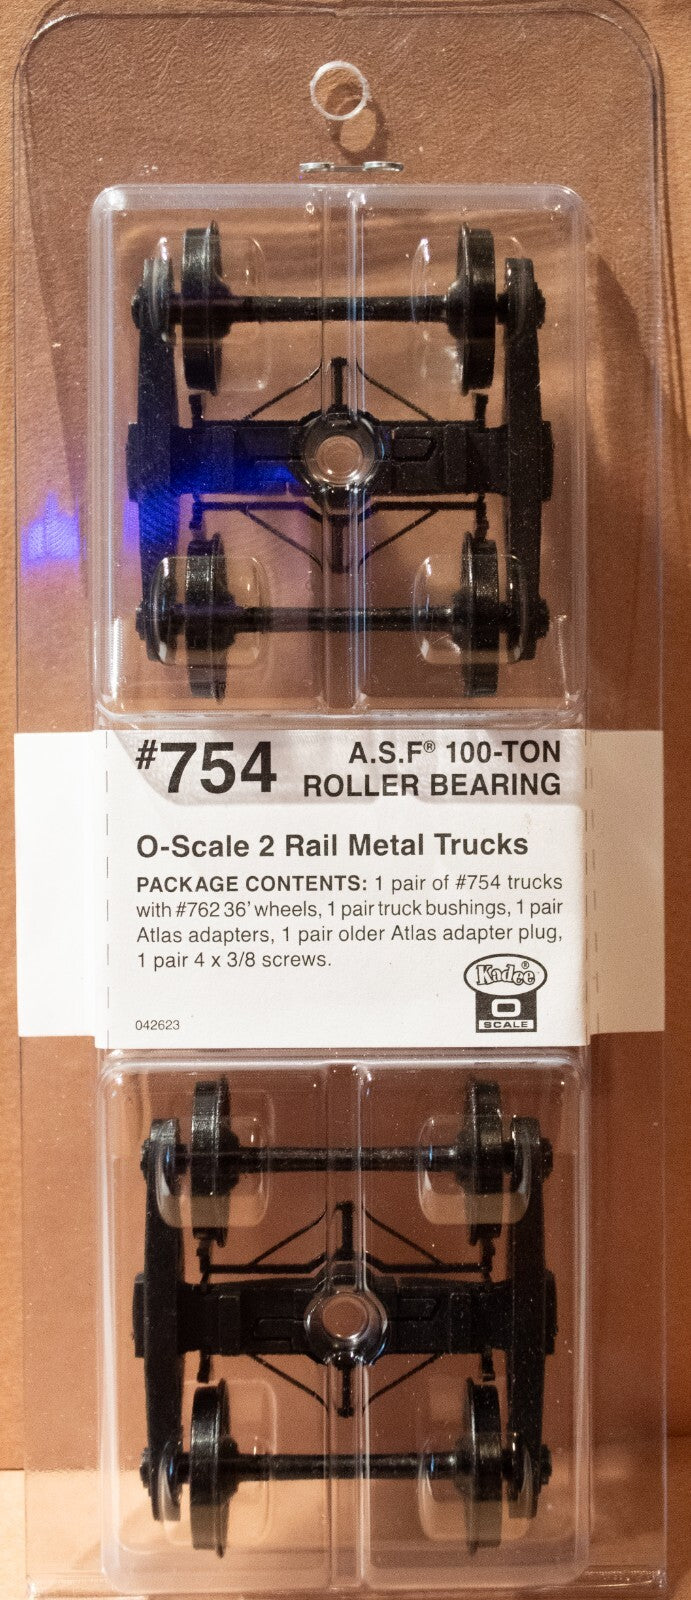 #754
A.S.F® 100-TON
ROLLER BEARING
O-Scale 2 Rail Metal Trucks
PACKAGE CONTENTS: 1 pair of #754 trucks
with #762 36' wheels, 1 pair truck bushings, 1 pair
Atlas adapters, 1 pair older Atlas adapter plug,
1 pair 4 x 3/8 screws.
Kadee®
O
SCALE
042623